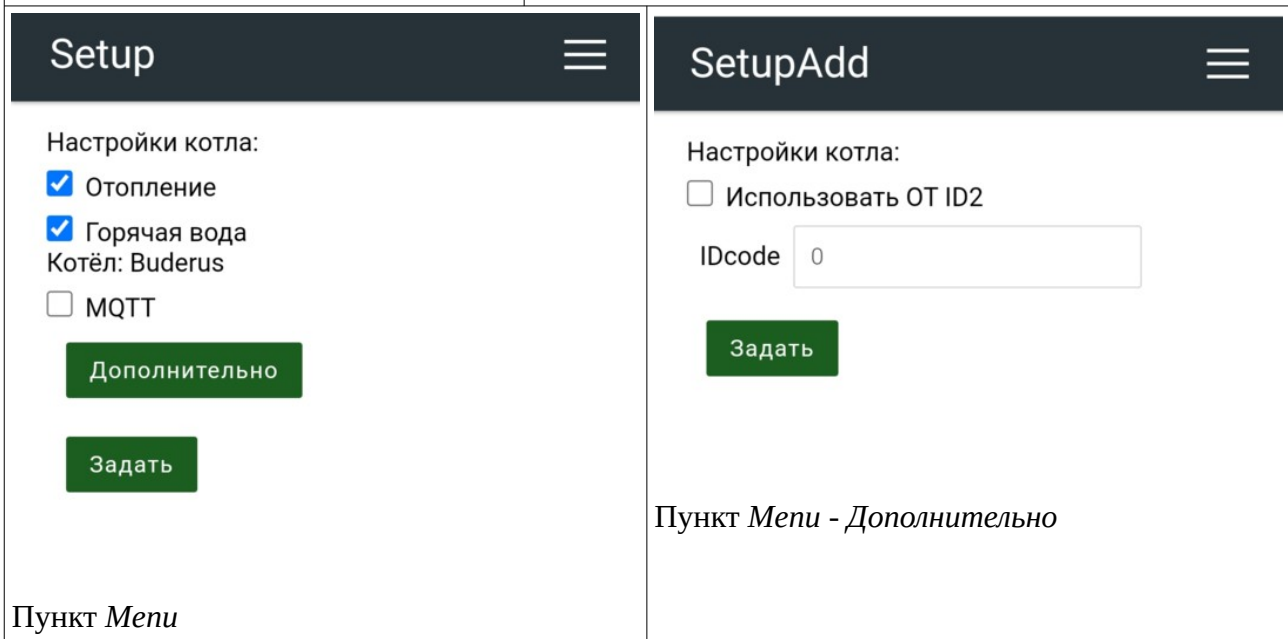 Setup
Настройки котла:
Отопление
Горячая вода
Котёл: Buderus
MQTT
Дополнительно
Задать
Пункт Menu
SetupAdd
Настройки котла:
Использовать OT ID2
IDcode 0
Задать
Пункт Menu - Дополнительно